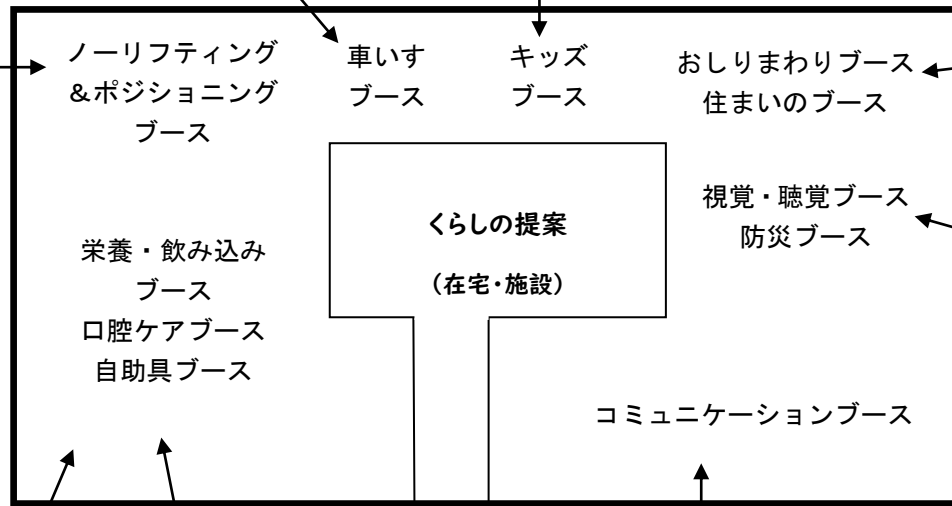 ノーリフティング
&ポジショニング
ブース
車いす
ブース
キッズ
ブース
おしりまわりブース
住まいのブース
くらしの提案
(在宅・施設)
視覚・聴覚ブース
防災ブース
栄養・飲み込み
ブース
口腔ケアブース
自助具ブース
コミュニケーションブース